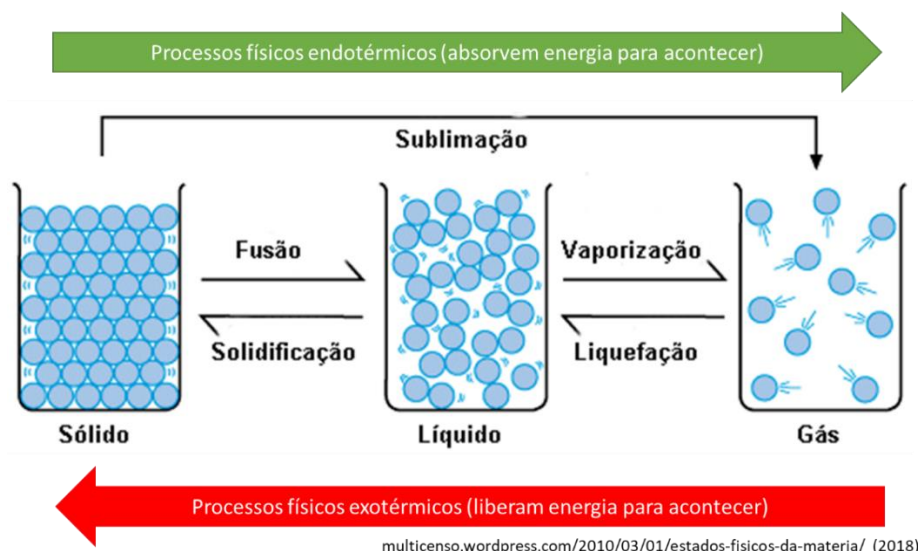 Processos físicos endotérmicos (absorvem energia para acontecer)
Sublimação
Fusão
Vaporização
Solidificação
Liquefação
Sólido
Líquido
Gás
Processos físicos exotérmicos (liberam energia para acontecer)
multicenso.wordpress.com/2010/03/01/estados-fisicos-da-materia/ (2018)